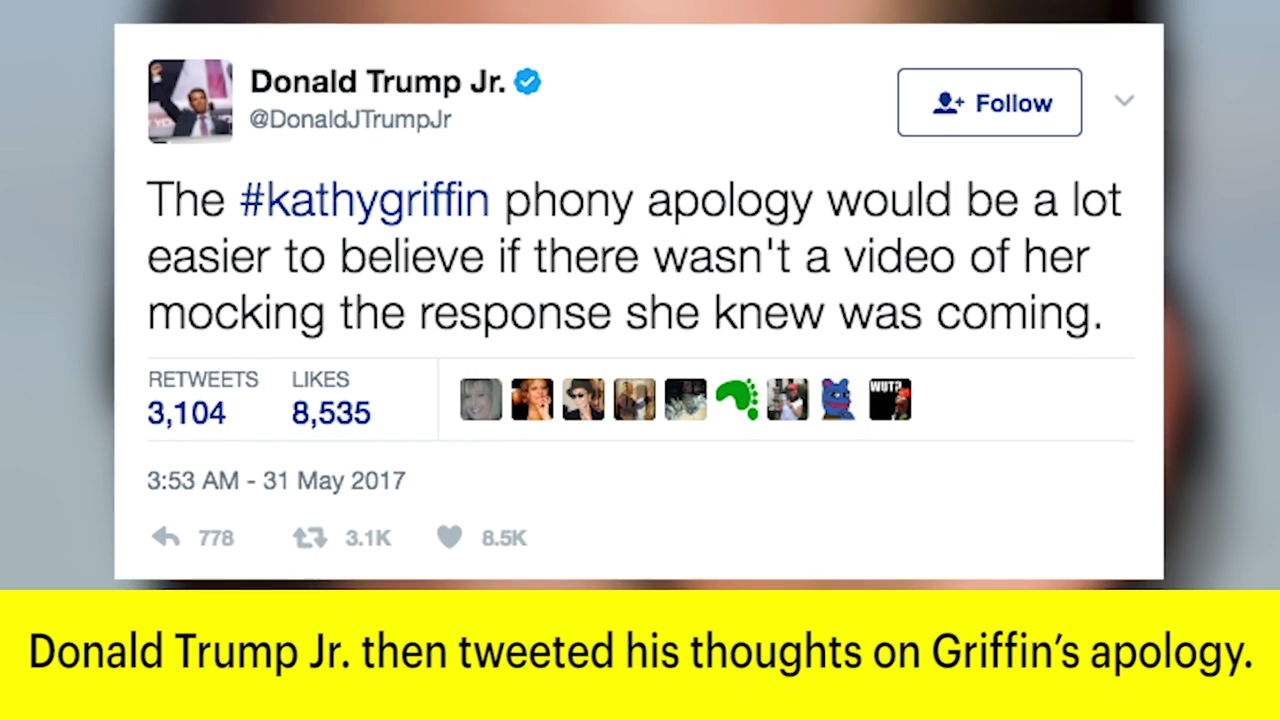 Donald Trump Jr.
@DonaldJTrumpJr
Follow
The #kathygriffin phony apology would be a lot
easier to believe if there wasn't a video of her
mocking the response she knew was coming.
RETWEETS LIKES
3,104 8,535
WUT?
3:53 AM - 31 May 2017
778 3.1K 8.5K
Donald Trump Jr. then tweeted his thoughts on Griffin’s apology.